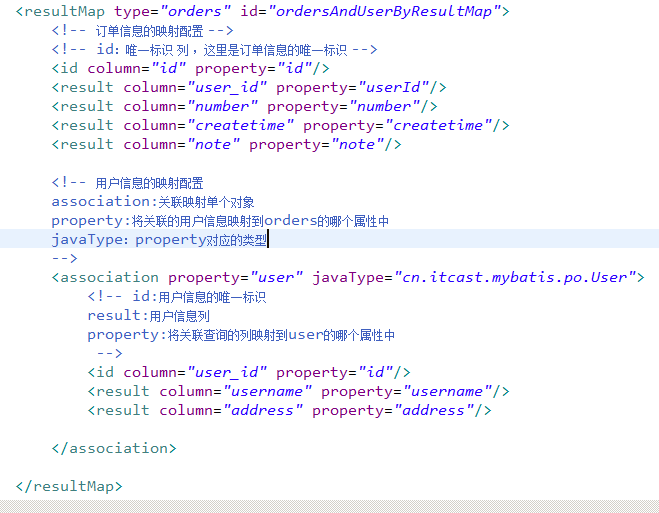 <resultMap type="orders" id="ordersAndUserByResultMap">
<!-- 订单信息的映射配置 -->
<!-- id：唯一标识 列 ，这里是订单信息的唯一标识 -->
<id column="id" property="id"/>
<result column="user_id" property="userId"/>
<result column="number" property="number"/>
<result column="createtime" property="createtime"/>
<result column="note" property="note"/>
<!-- 用户信息的映射配置
association:关联映射单个对象
property:将关联的用户信息映射到orders的哪个属性中
javaType：property对应的类型
-->
<association property="user" javaType="cn.itcast.mybatis.po.User">
<!-- id:用户信息的唯一标识
result:用户信息列
property:将关联查询的列映射到user的哪个属性中
-->
<id column="user_id" property="id"/>
<result column="username" property="username"/>
<result column="address" property="address"/>
</association>
</resultMap>